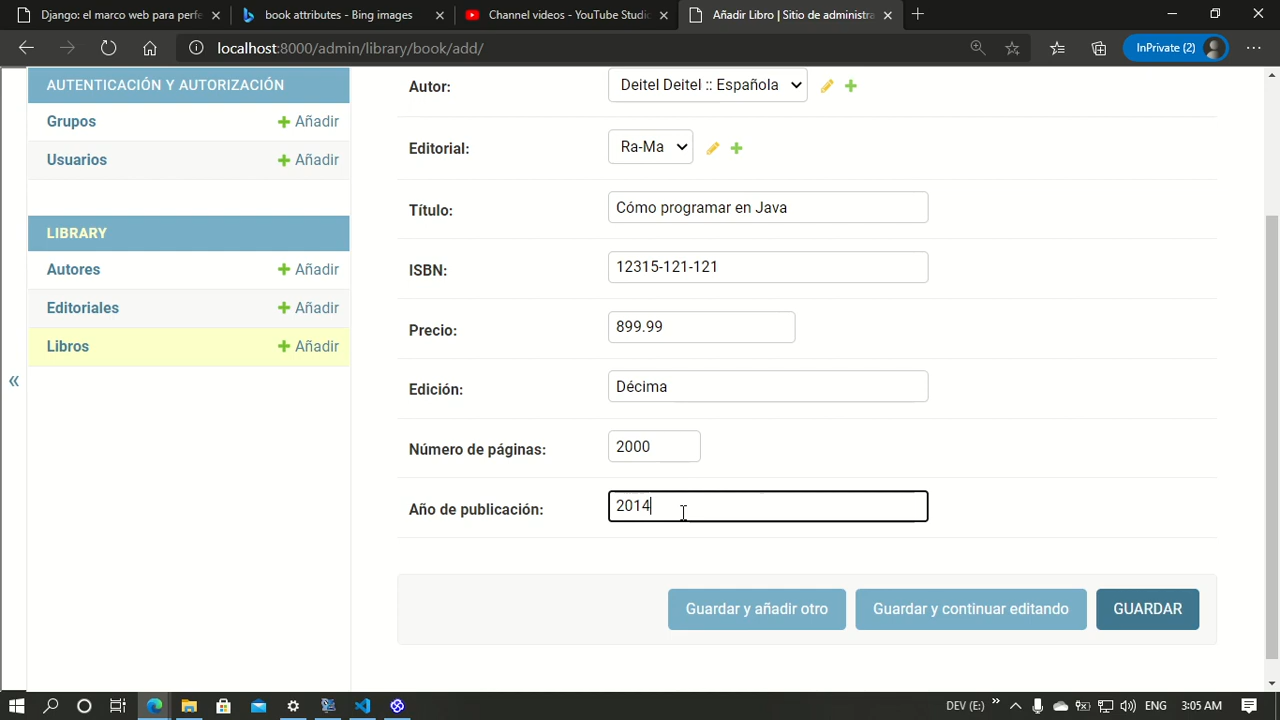 Django: el marco web para perfe
book attributes - Bing images
Channel videos - YouTube Studio
Añadir Libro | Sitio de administra
localhost:8000/admin/library/book/add/
InPrivate (2)
AUTENTICACIÓN Y AUTORIZACIÓN
Grupos
Añadir
Usuarios
Añadir
LIBRARY
Autores
Añadir
Editoriales
Añadir
Libros
Añadir
«
Autor:
Deitel Deitel :: Española
Editorial:
Ra-Ma
Título:
Cómo programar en Java
ISBN:
12315-121-121
Precio:
899.99
Edición:
Décima
Número de páginas:
2000
Año de publicación:
2014
Guardar y añadir otro
Guardar y continuar editando
GUARDAR
DEV (E:)
ENG
3:05 AM